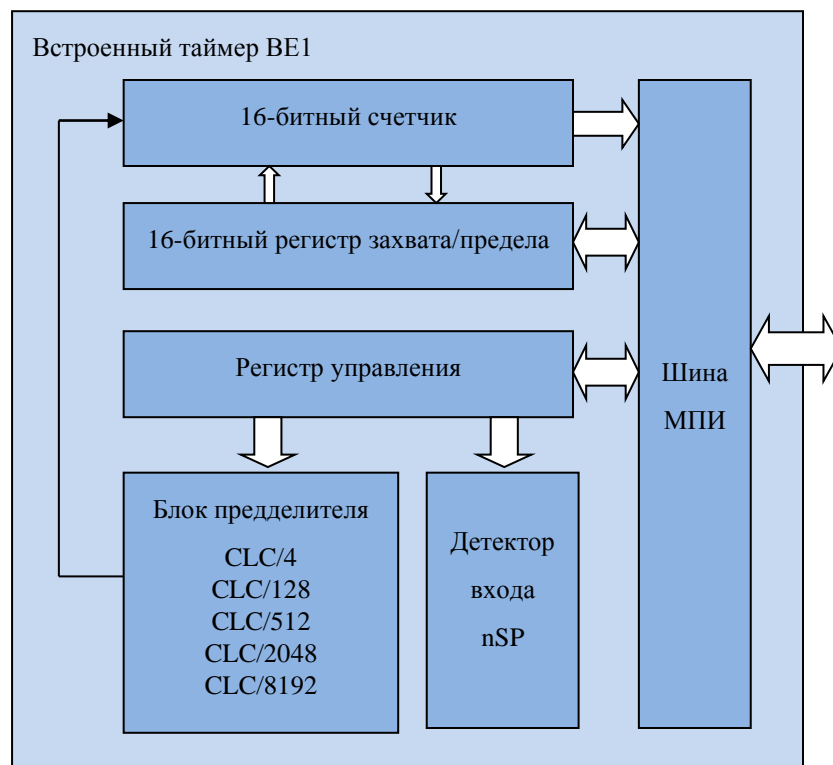 Встроенный таймер ВЕ1
16-битный счетчик
16-битный регистр захвата/предела
Регистр управления
Шина
МПИ
Блок предделителя
CLC/4
CLC/128
CLC/512
CLC/2048
CLC/8192
Детектор
входа
nSP